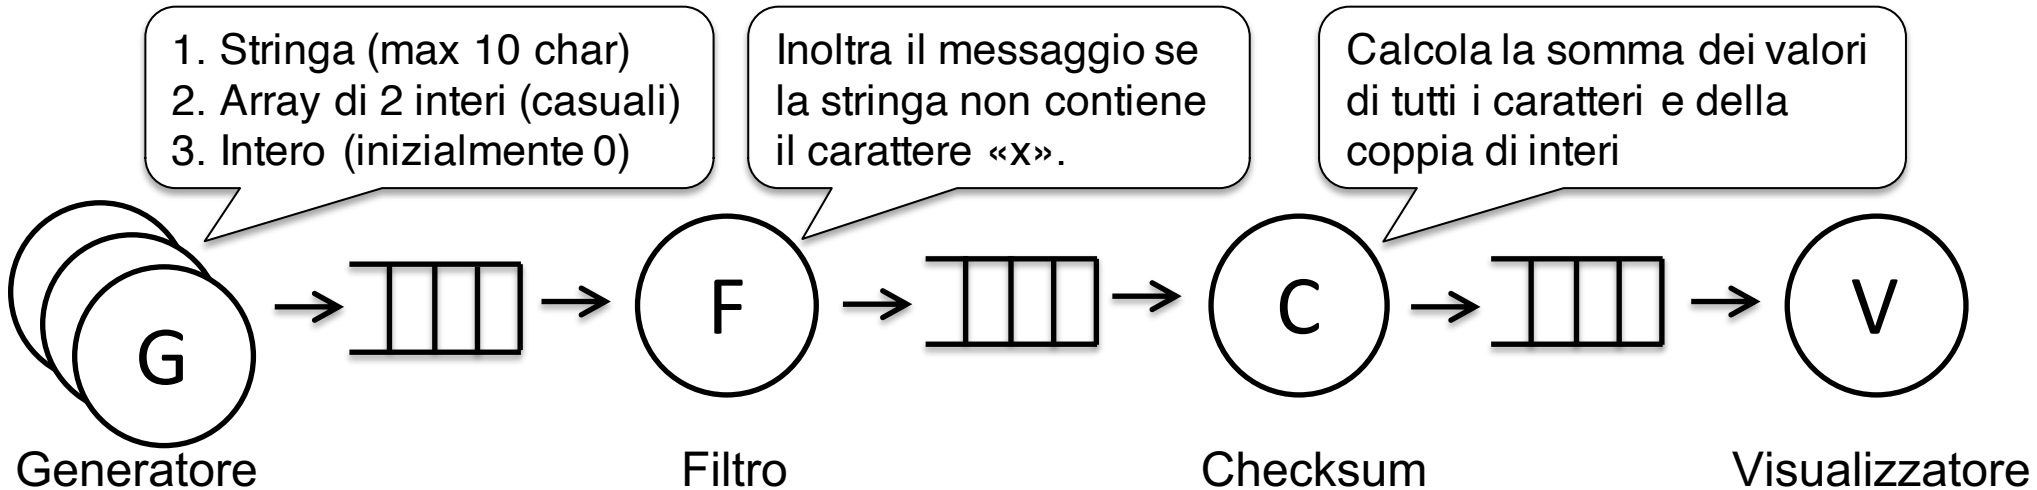 1. Stringa (max 10 char)
2. Array di 2 interi (casuali)
3. Intero (inizialmente 0)
Inoltra il messaggio se
la stringa non contiene
il carattere «x».
Calcola la somma dei valori
di tutti i caratteri e della
coppia di interi
G
F
C
V
Generatore
Filtro
Checksum
Visualizzatore